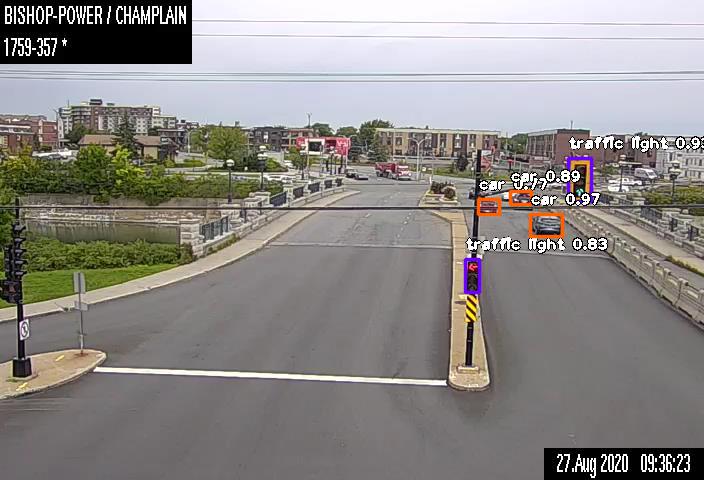 BISHOP-POWER / CHAMPLAIN
1759-357 *
traffic light 0.93
car 0.89
car 0.77
car 0.97
traffic light 0.83
27.Aug 2020 09:36:23